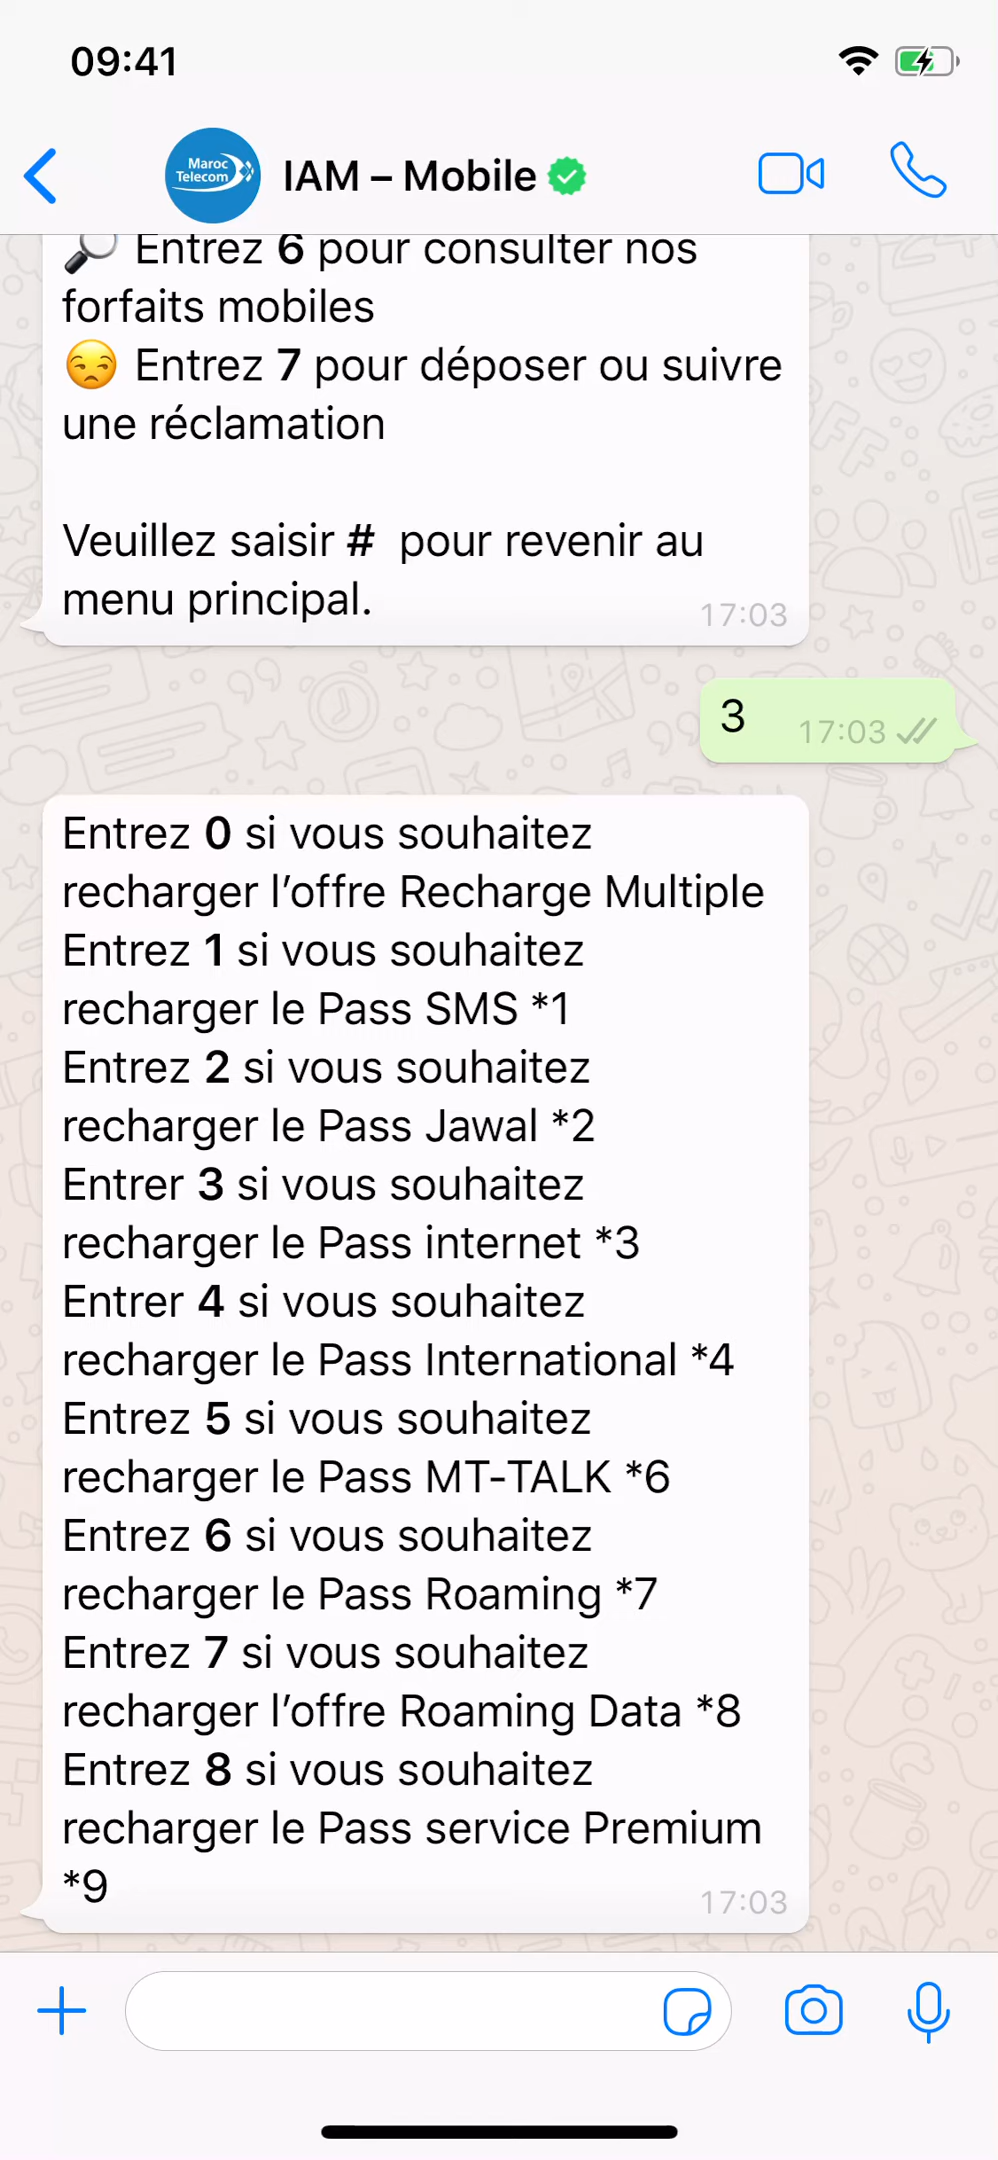 09:41
Maroc
Telecom
IAM – Mobile
Entrez 6 pour consulter nos
forfaits mobiles
Entrez 7 pour déposer ou suivre
une réclamation
Veuillez saisir #  pour revenir au
menu principal.
17:03
3
17:03
Entrez 0 si vous souhaitez
recharger l’offre Recharge Multiple
Entrez 1 si vous souhaitez
recharger le Pass SMS *1
Entrez 2 si vous souhaitez
recharger le Pass Jawal *2
Entrer 3 si vous souhaitez
recharger le Pass internet *3
Entrer 4 si vous souhaitez
recharger le Pass International *4
Entrez 5 si vous souhaitez
recharger le Pass MT-TALK *6
Entrez 6 si vous souhaitez
recharger le Pass Roaming *7
Entrez 7 si vous souhaitez
recharger l’offre Roaming Data *8
Entrez 8 si vous souhaitez
recharger le Pass service Premium
*9
17:03